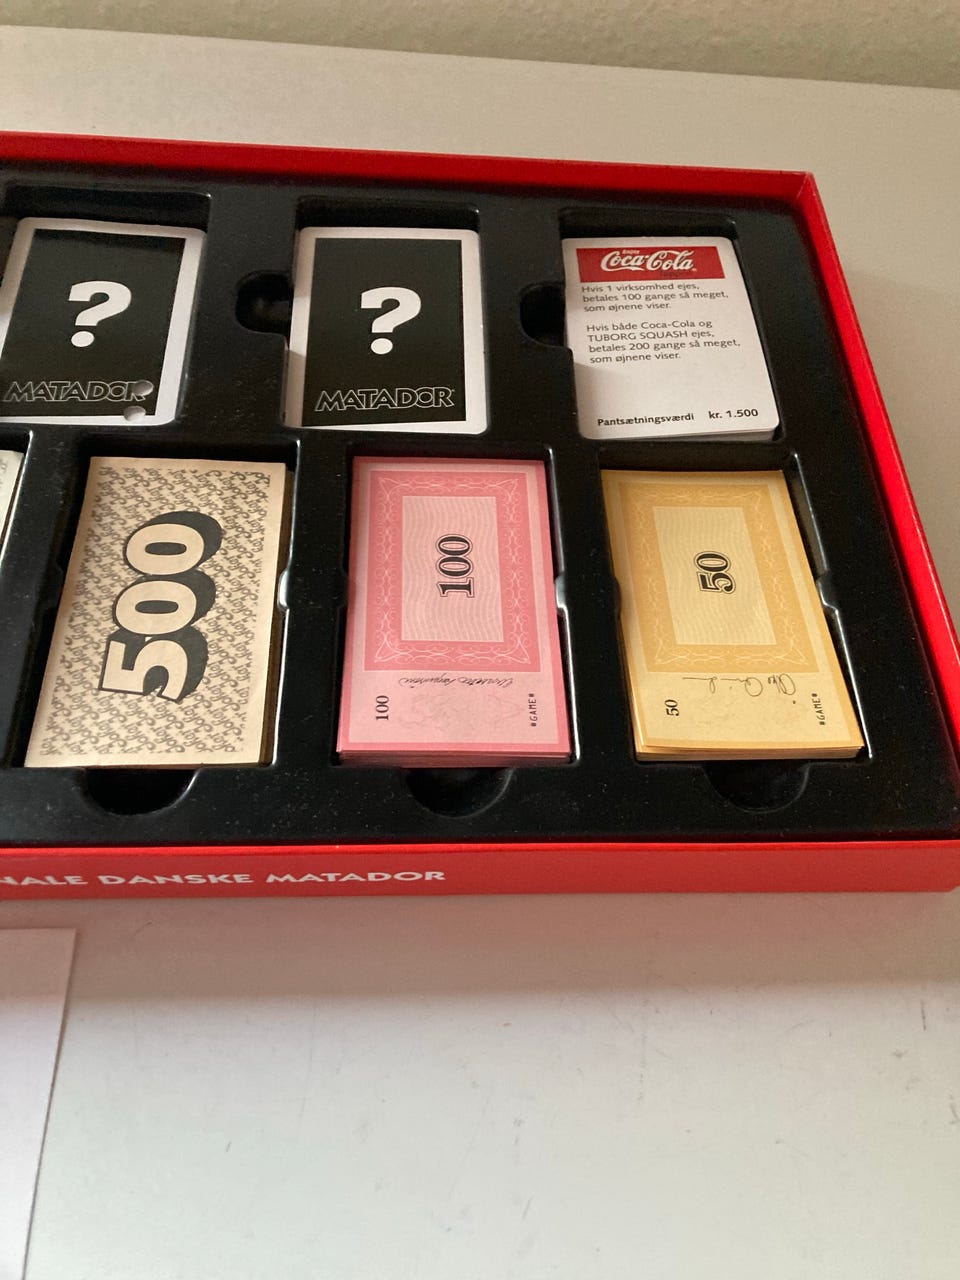 ?
MATADOR
?
MATADOR
Enjoy
Coca-Cola
Hvis 1 virksomhed ejes,
betales 100 gange så meget,
som øjnene viser.
Hvis både Coca-Cola og
TUBORG SQUASH ejes,
betales 200 gange så meget,
som øjnene viser.
Pantsætningsværdi kr. 1.500
500
100
100
*GAME*
50
50
*GAME*
NALE DANSKE MATADOR